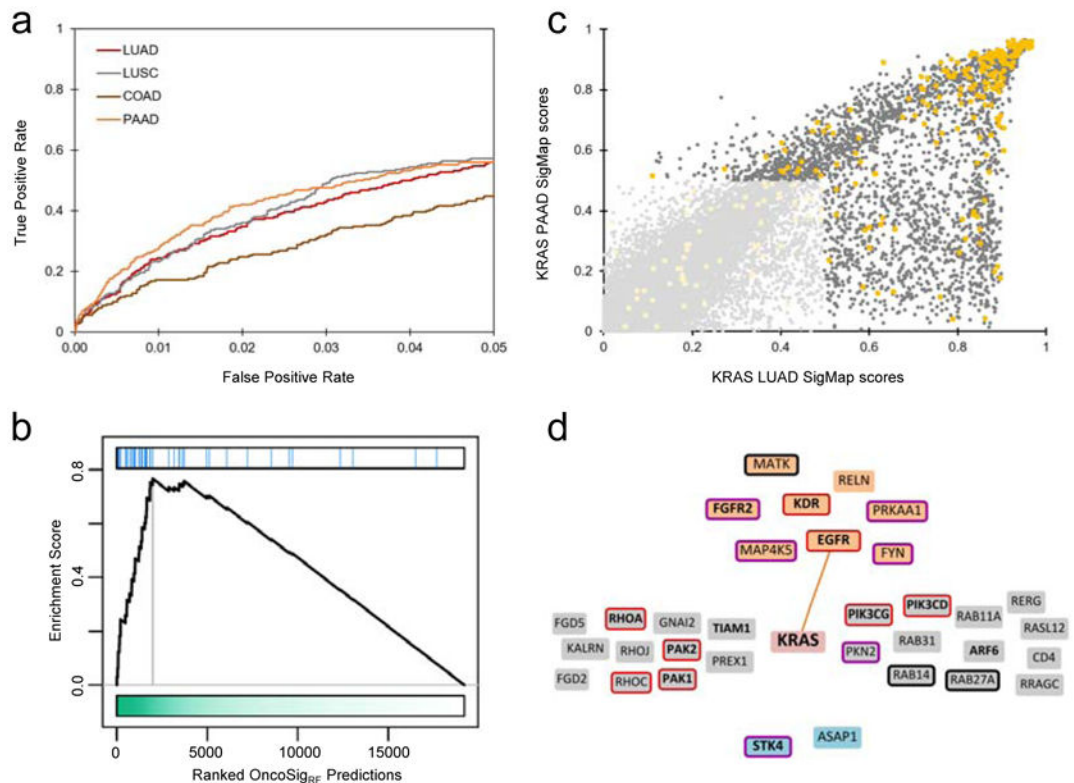 a
1
0.8
0.6
0.4
0.2
0
True Positive Rate
LUAD
LUSC
COAD
PAAD
0.00 0.01 0.02 0.03 0.04 0.05
False Positive Rate
c
1
0.8
0.6
0.4
0.2
0
KRAS PAAD SigMap scores
0 0.2 0.4 0.6 0.8 1
KRAS LUAD SigMap scores
b
0.8
0.4
0.0
Enrichment Score
0 5000 10000 15000
Ranked OncoSigRF Predictions
d
MATK
RELN
FGFR2 KDR PRKAA1
MAP4K5 EGFR FYN
FGD5 RHOA GNAI2 TIAM1 KRAS PIK3CG PIK3CD RAB11A RERG
KALRN RHOJ PAK2 PREX1 PKN2 RAB31 ARF6 RASL12
FGD2 RHOC PAK1 RAB14 RAB27A CD4
RRAGC
STK4 ASAP1